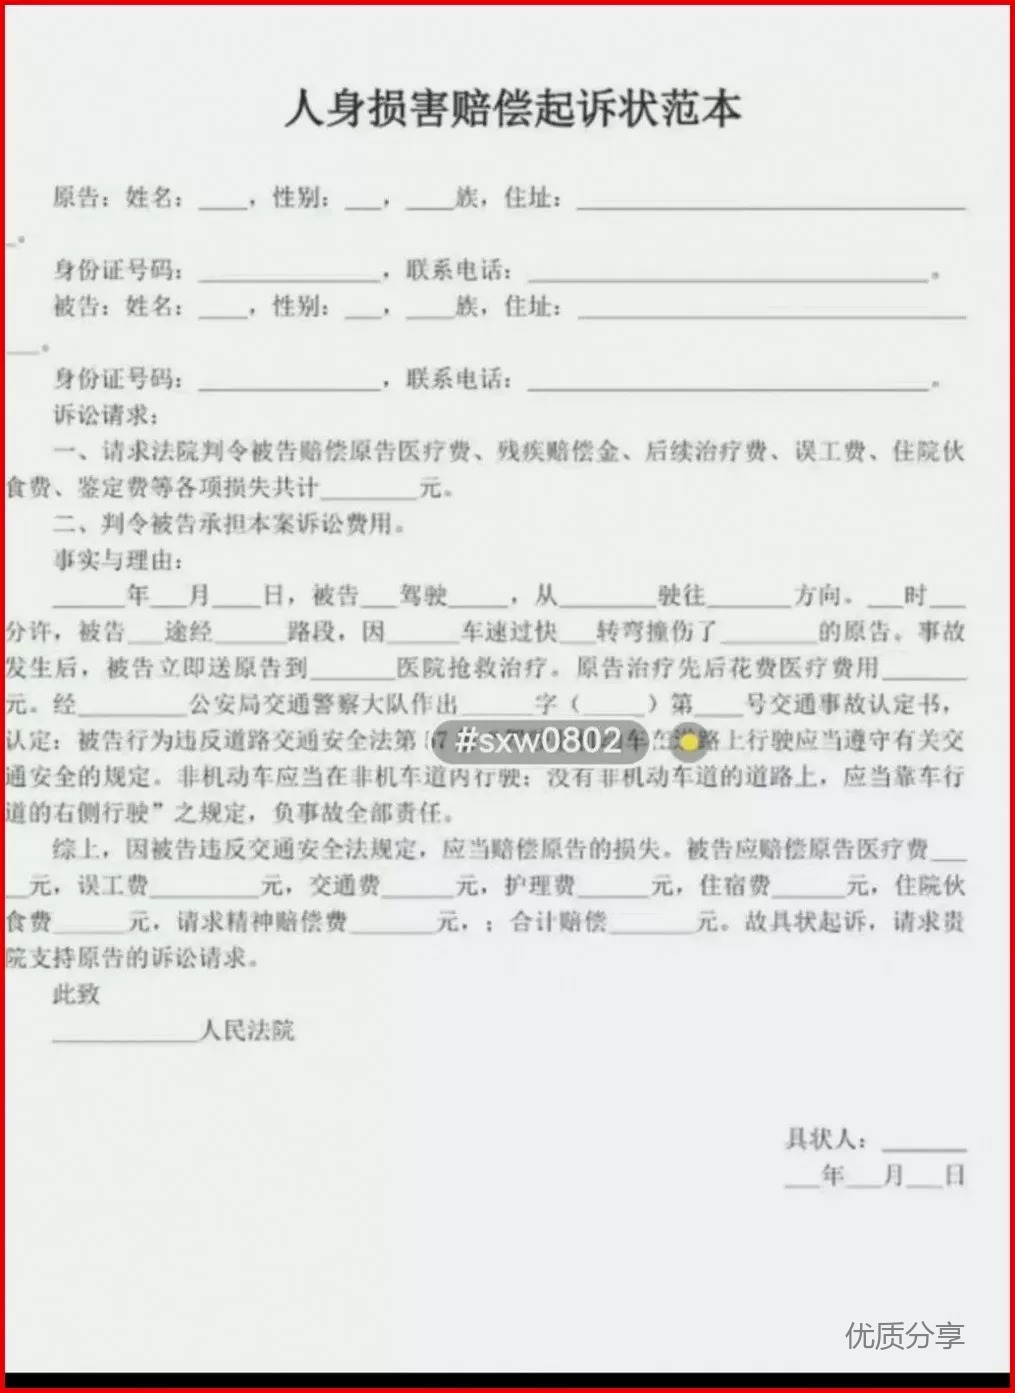 人身损害赔偿起诉状范本
原告：姓名：____，性别：___，____族，住址：________________________________
_。
身份证号码：_______________，联系电话：_________________________________。
被告：姓名：____，性别：___，____族，住址：________________________________
___。
身份证号码：_______________，联系电话：_________________________________。
诉讼请求：
一、请求法院判令被告赔偿原告医疗费、残疾赔偿金、后续治疗费、误工费、住院伙
食费、鉴定费等各项损失共计________元。
二、判令被告承担本案诉讼费用。
事实与理由：
______年___月____日，被告___驾驶_____，从________驶往_______方向。___时___
分许，被告___途经______路段，因______车速过快___转弯撞伤了________的原告。事故
发生后，被告立即送原告到_______医院抢救治疗。原告治疗先后花费医疗费用_______
元。经_________公安局交通警察大队作出______字（_____）第____号交通事故认定书，
认定：被告行为违反道路交通安全法第 #sxw0802 车在道路上行驶应当遵守有关交
通安全的规定。非机动车应当在非机车道内行驶；没有非机动车道的道路上，应当靠车行
道的右侧行驶”之规定，负事故全部责任。
综上，因被告违反交通安全法规定，应当赔偿原告的损失。被告应赔偿原告医疗费___
__元，误工费_________元，交通费______元，护理费______元，住宿费______元，住院伙
食费______元，请求精神赔偿费_______元，；合计赔偿_______元。故具状起诉，请求贵
院支持原告的诉讼请求。
此致
____________人民法院
具状人：_______
___年___月___日
优质分享